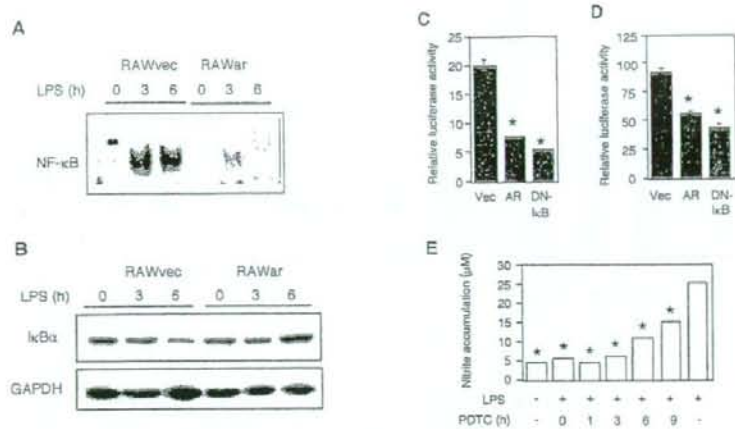 A
RAWvec RAWar
LPS (h) 0 3 6 0 3 6
NF-κB
B
RAWvec RAWar
LPS (h) 0 3 6 0 3 6
IκBα
GAPDH
C
Relative luciferase activity
25
20
15
10
5
0
*
*
Vec AR DN-
IκB
D
Relative luciferase activity
125
100
75
50
25
0
*
*
Vec AR DN-
IκB
E
Nitrite accumulation (µM)
30
25
20
15
10
5
0
* * * * * *
LPS - + + + + + +
PDTC (h) - 0 1 3 6 9 -